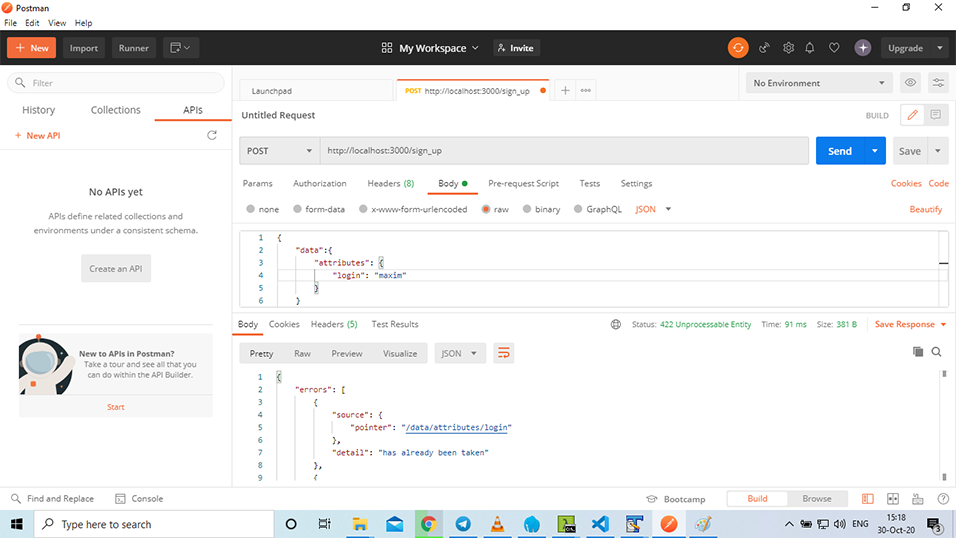 Postman
File Edit View Help
New Import Runner My Workspace Invite Upgrade
Filter
History Collections APIs
+ New API
No APIs yet
APIs define related collections and
environments under a consistent schema.
Create an API
New to APIs in Postman?
Take a tour and see all that you
can do within the API Builder.
Start
Launchpad POST http://localhost:3000/sign_up No Environment
Untitled Request BUILD
POST http://localhost:3000/sign_up Send Save
Params Authorization Headers (8) Body Pre-request Script Tests Settings Cookies Code
none form-data x-www-form-urlencoded raw binary GraphQL JSON Beautify
1 {
2 "data":{
3 "attributes": {
4 "login": "maxim"
5 }
6 }
Body Cookies Headers (5) Test Results Status: 422 Unprocessable Entity Time: 91 ms Size: 381 B Save Response
Pretty Raw Preview Visualize JSON
1 {
2 "errors": [
3 {
4 "source": {
5 "pointer": "/data/attributes/login"
6 },
7 "detail": "has already been taken"
8 },
9 {
Find and Replace Console Bootcamp Build Browse
Type here to search ENG 15:18
30-Oct-20 3